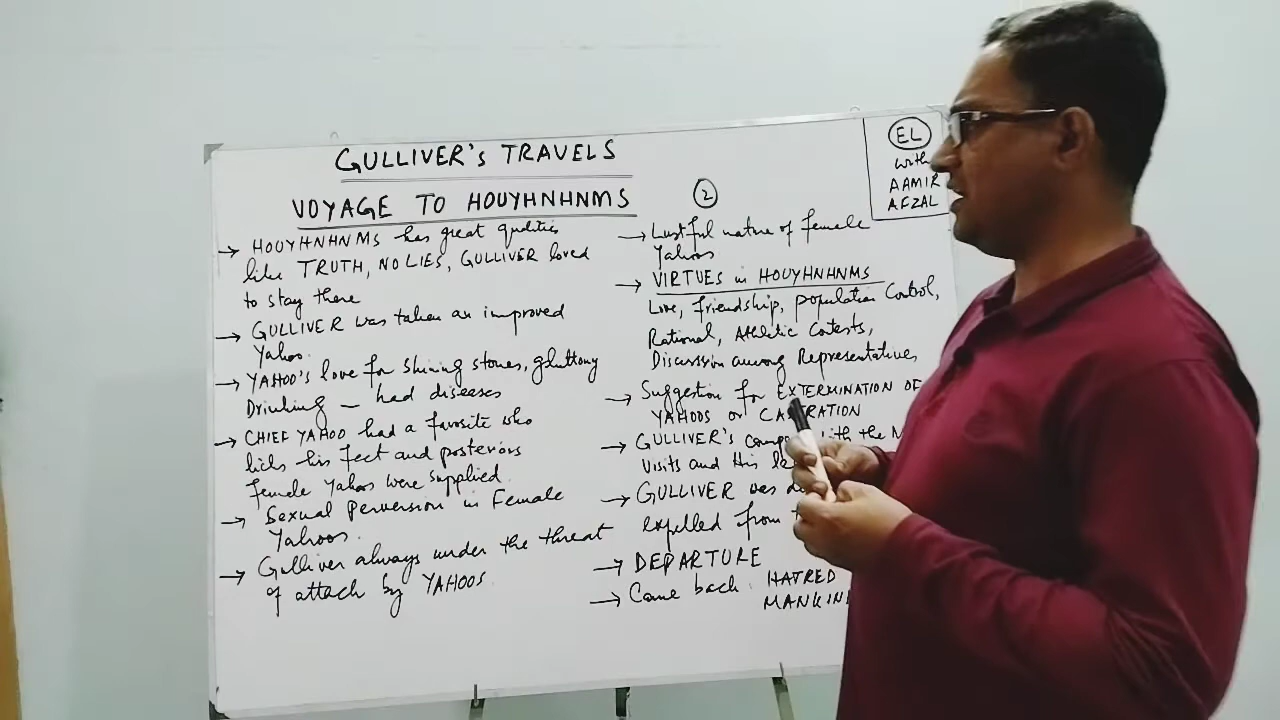 GULLIVER's TRAVELS
VOYAGE TO HOUYHNHNMS
2
EL
with
AAMIR
AFZAL
→ HOUYHNHNMS has great qualities
like TRUTH, NO LIES, GULLIVER loved
to stay there
→ GULLIVER was taken an improved
Yahoo.
→ YAHOO's love for shining stones, gluttony
Drinking — had diseases
→ CHIEF YAHOO had a favorite who
licks his feet and posteriors
female Yahoos were supplied.
→ Sexual perversion in Female
Yahoos.
→ Gulliver always under the threat
of attack by YAHOOS.
→ Lustful nature of female
Yahoos
→ VIRTUES in HOUYHNHNMS
Love, friendship, population Control,
Rational, Athletic Contests,
Discussion among Representatives
→ Suggestion for EXTERMINATION OF
YAHOOS or CA RATION
→ GULLIVER's with the
Visits and His
→ GULLIVER was
expelled from
→ DEPARTURE
→ Came back: HATRED
MANKIN